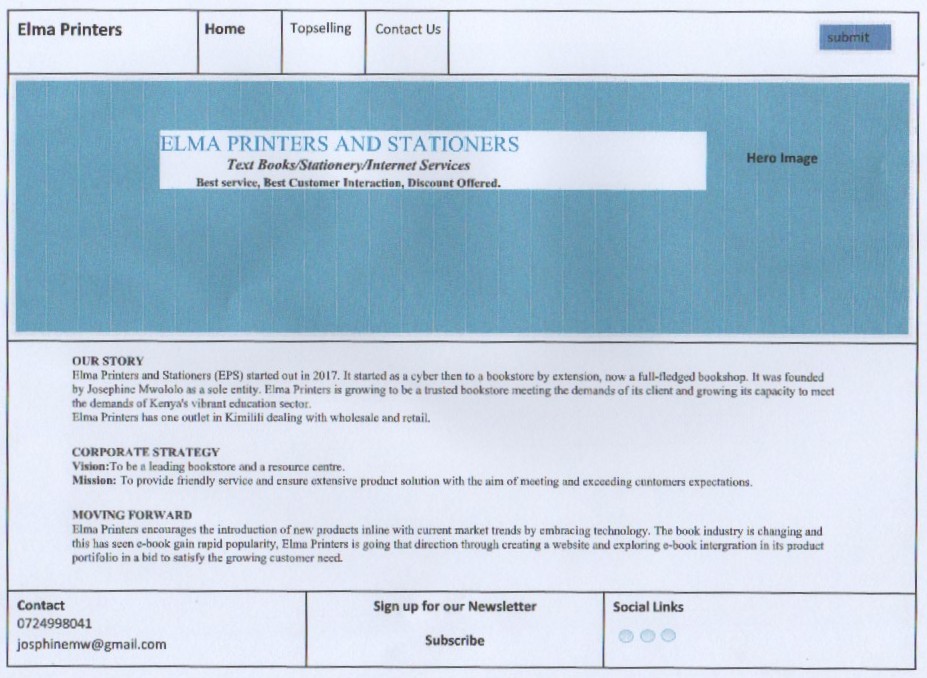 Elma Printers
Home
Topselling
Contact Us
submit
ELMA PRINTERS AND STATIONERS
Text Books/Stationery/Internet Services
Best service, Best Customer Interaction, Discount Offered.
Hero Image
OUR STORY
Elma Printers and Stationers (EPS) started out in 2017. It started as a cyber then to a bookstore by extension, now a full-fledged bookshop. It was founded
by Josephine Mwololo as a sole entity. Elma Printers is growing to be a trusted bookstore meeting the demands of its client and growing its capacity to meet
the demands of Kenya's vibrant education sector.
Elma Printers has one outlet in Kimilili dealing with wholesale and retail.
CORPORATE STRATEGY
Vision:To be a leading bookstore and a resource centre.
Mission: To provide friendly service and ensure extensive product solution with the aim of meeting and exceeding cuntomers expectations.
MOVING FORWARD
Elma Printers encourages the introduction of new products inline with current market trends by embracing technology. The book industry is changing and
this has seen e-book gain rapid popularity, Elma Printers is going that direction through creating a website and exploring e-book intergration in its product
portifolio in a bid to satisfy the growing customer need.
Contact
0724998041
josphinemw@gmail.com
Sign up for our Newsletter
Subscribe
Social Links